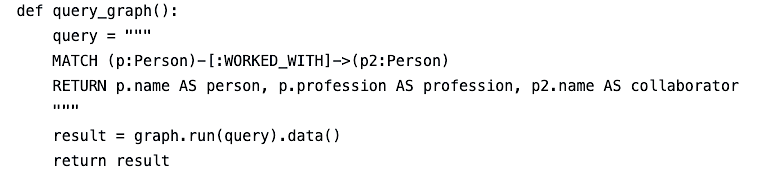 def query_graph():
    query = """
    MATCH (p:Person)-[:WORKED_WITH]->(p2:Person)
    RETURN p.name AS person, p.profession AS profession, p2.name AS collaborator
    """
    result = graph.run(query).data()
    return result